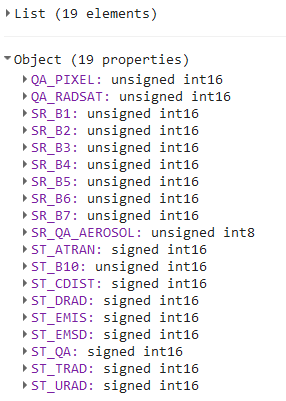 List (19 elements)
Object (19 properties)
QA_PIXEL: unsigned int16
QA_RADSAT: unsigned int16
SR_B1: unsigned int16
SR_B2: unsigned int16
SR_B3: unsigned int16
SR_B4: unsigned int16
SR_B5: unsigned int16
SR_B6: unsigned int16
SR_B7: unsigned int16
SR_QA_AEROSOL: unsigned int8
ST_ATRAN: signed int16
ST_B10: unsigned int16
ST_CDIST: signed int16
ST_DRAD: signed int16
ST_EMIS: signed int16
ST_EMSD: signed int16
ST_QA: signed int16
ST_TRAD: signed int16
ST_URAD: signed int16